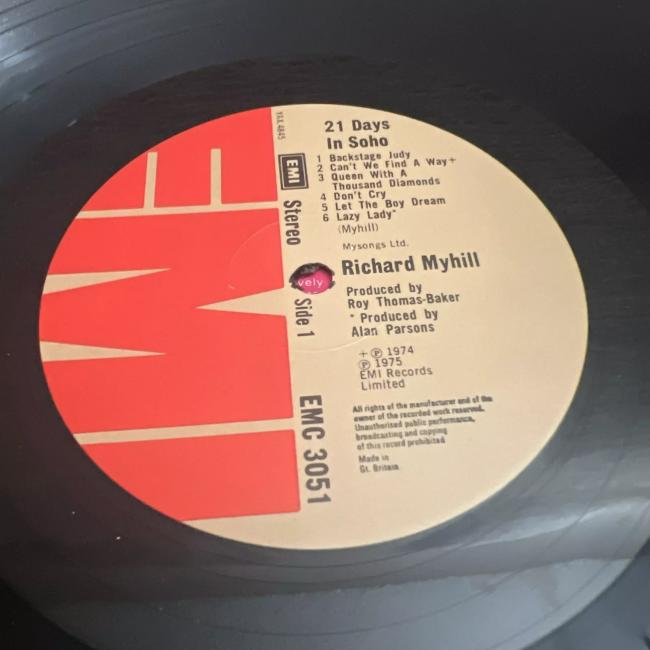 EMI
YAX 4845
EMI
Stereo
Side 1
EMC 3051
21 Days
In Soho
1 Backstage Judy
2 Can't We Find A Way+
3 Queen With A
Thousand Diamonds
4 Don't Cry
5 Let The Boy Dream
6 Lazy Lady*
(Myhill)
Mysongs Ltd.
vely
Richard Myhill
Produced by
Roy Thomas-Baker
* Produced by
Alan Parsons
+ ℗ 1974
℗ 1975
EMI Records
Limited
All rights of the manufacturer and of the
owner of the recorded work reserved.
Unauthorised public performance,
broadcasting and copying
of this record prohibited
Made in
Gt. Britain